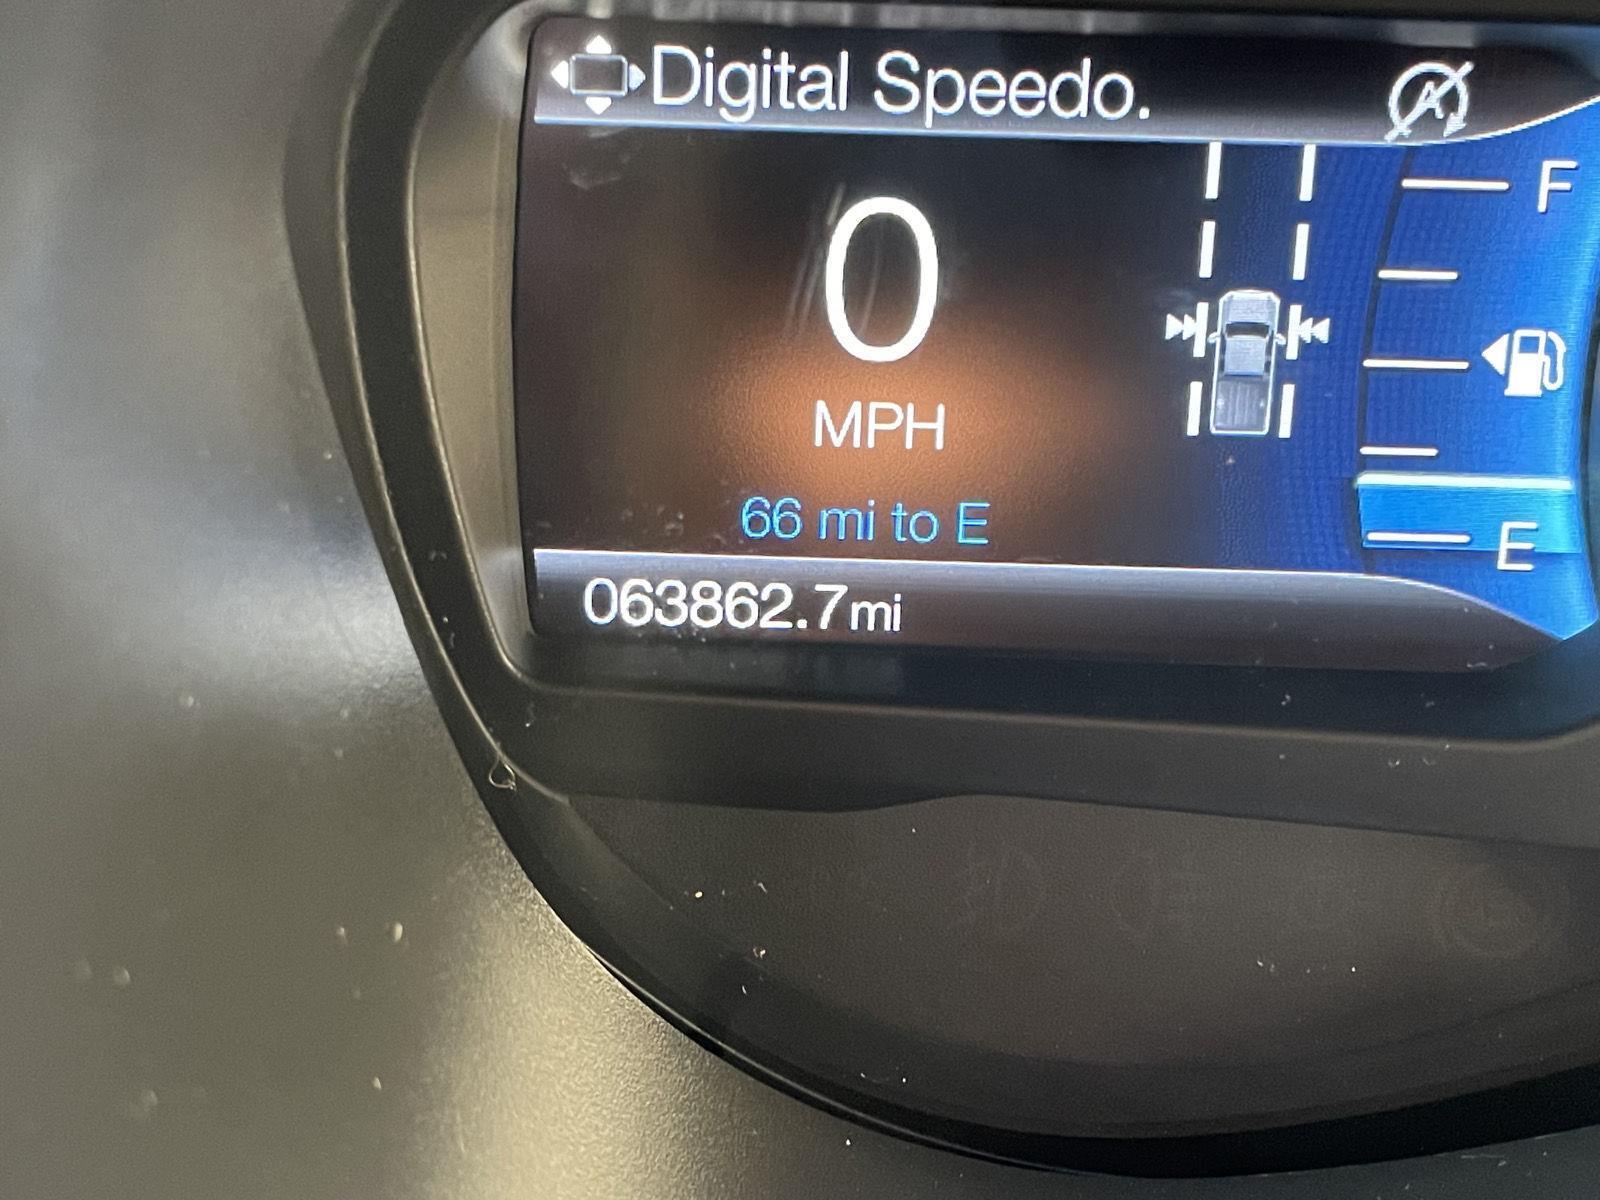 Digital Speedo.
A
F
0
MPH
66 mi to E
E
063862.7mi